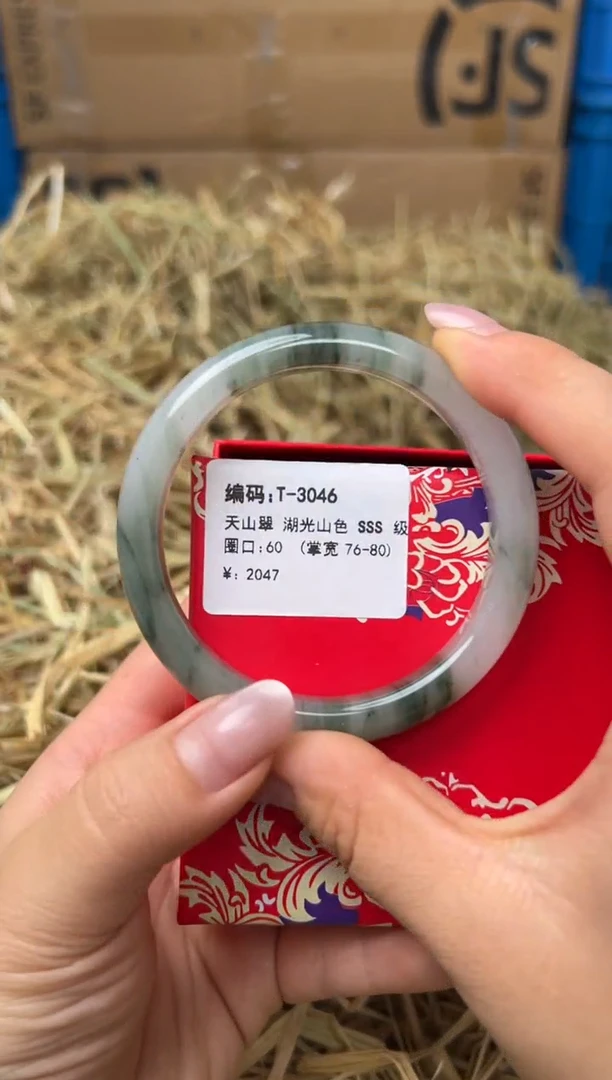 SF
编码:T-3046
天山翠 湖光山色 SSS 级
圈口:60 (掌宽 76-80)
¥: 2047